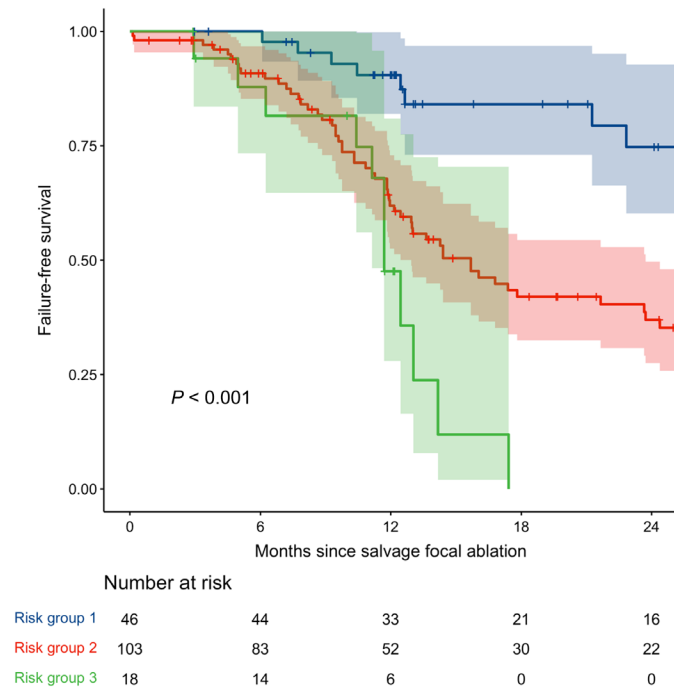 1.00
0.75
0.50
0.25
0.00
Failure-free survival
P < 0.001
0 6 12 18 24
Months since salvage focal ablation
Number at risk
Risk group 1 46 44 33 21 16
Risk group 2 103 83 52 30 22
Risk group 3 18 14 6 0 0